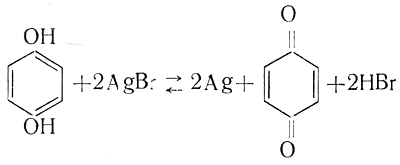 OH
O
+2AgBr ⇄ 2Ag+
+2HBr
OH
O